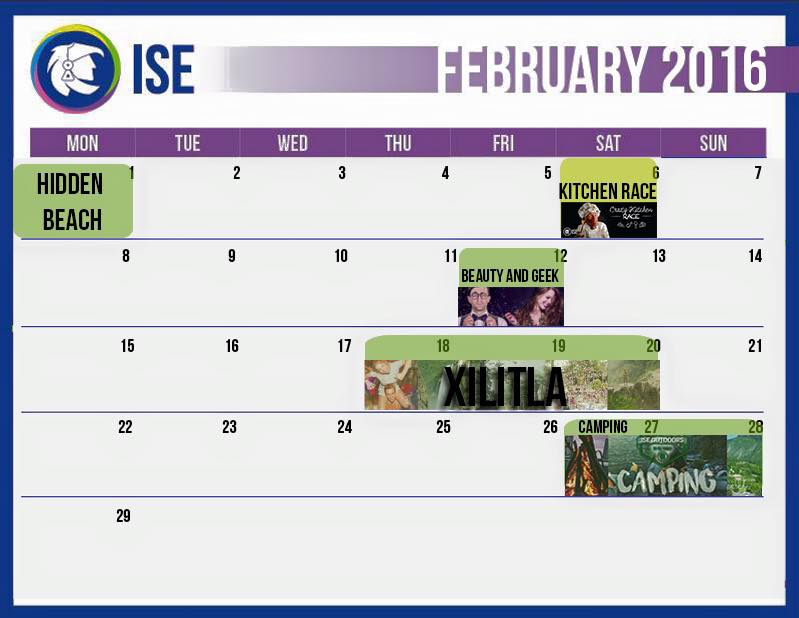 ISE
FEBRUARY 2016
MON TUE WED THU FRI SAT SUN
1 2 3 4 5 6 7
HIDDEN
BEACH
KITCHEN RACE
Crazy Kitchen
RACE
8 9 10 11 12 13 14
BEAUTY AND GEEK
15 16 17 18 19 20 21
XILITLA
22 23 24 25 26 27 28
CAMPING
ISE OUTDOORS
CAMPING
29